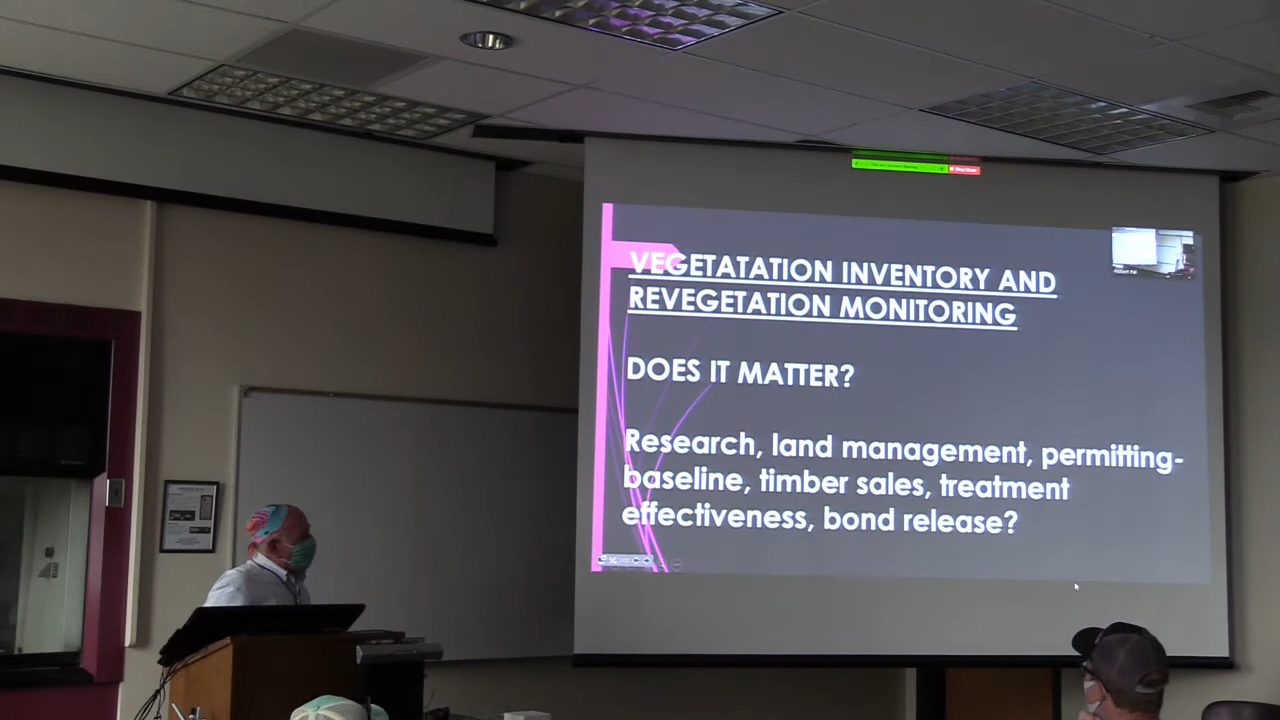 VEGETATATION INVENTORY AND
REVEGETATION MONITORING
DOES IT MATTER?
Research, land management, permitting-
baseline, timber sales, treatment
effectiveness, bond release?